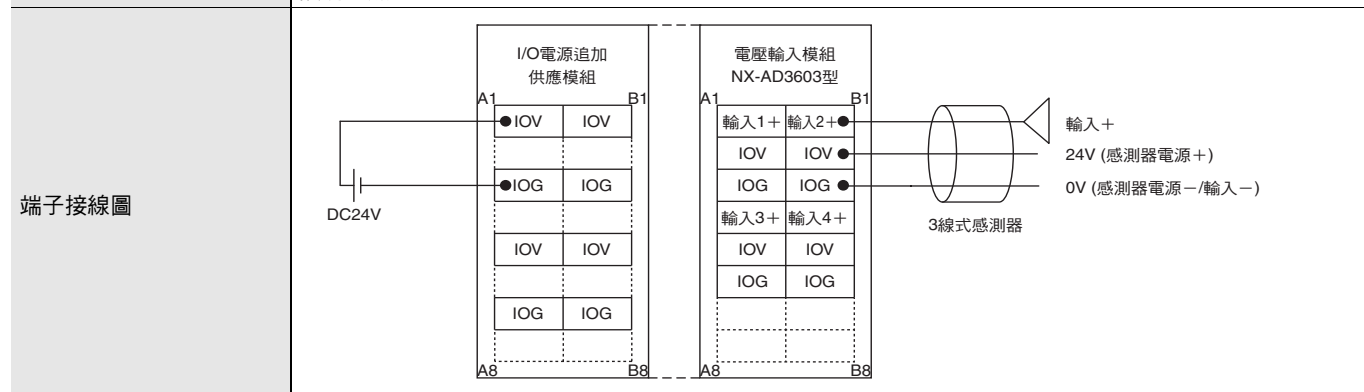 端子接線圖
I/O電源追加
供應模組
A1 B1
IOV IOV
IOG IOG
IOV IOV
IOG IOG
A8 B8
DC24V
電壓輸入模組
NX-AD3603型
A1 B1
輸入1+ 輸入2+
IOV IOV
IOG IOG
輸入3+ 輸入4+
IOV IOV
IOG IOG
A8 B8
輸入+
24V (感測器電源+)
0V (感測器電源-/輸入-)
3線式感測器